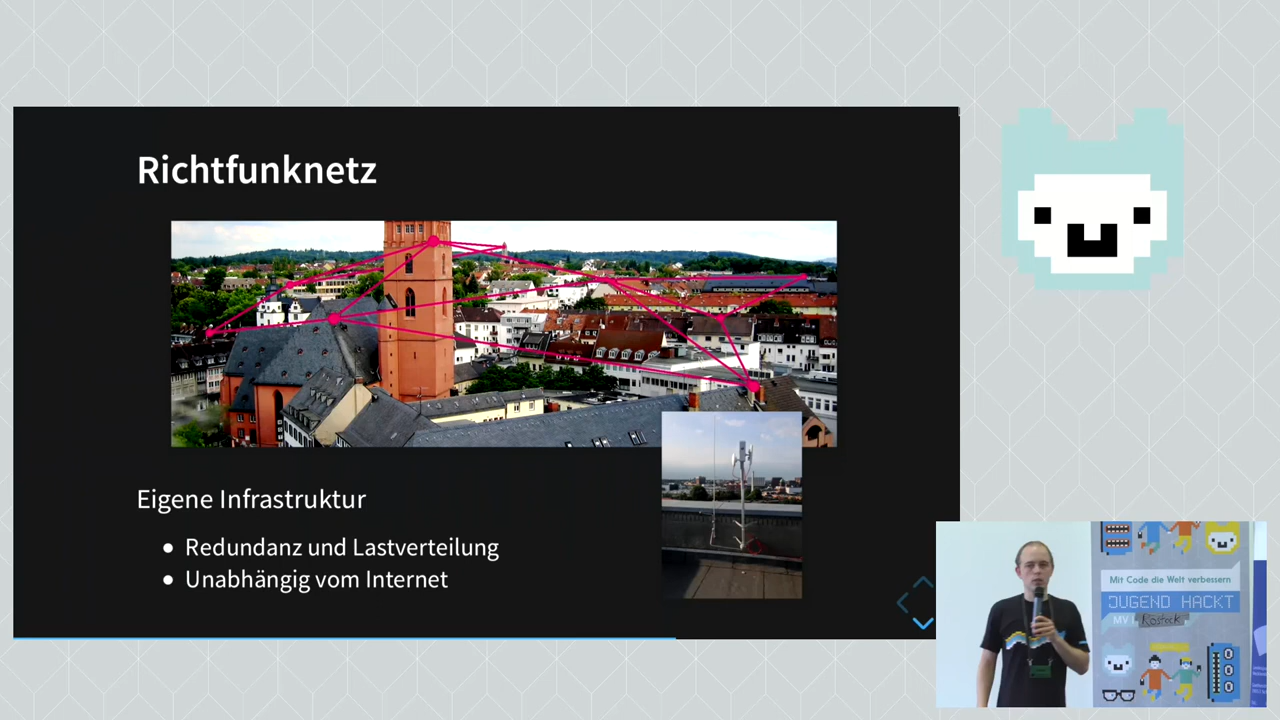 Richtfunknetz
Eigene Infrastruktur
Redundanz und Lastverteilung
Unabhängig vom Internet
Mit Code die Welt verbessern
JUGEND HACKT
MV | Rostock